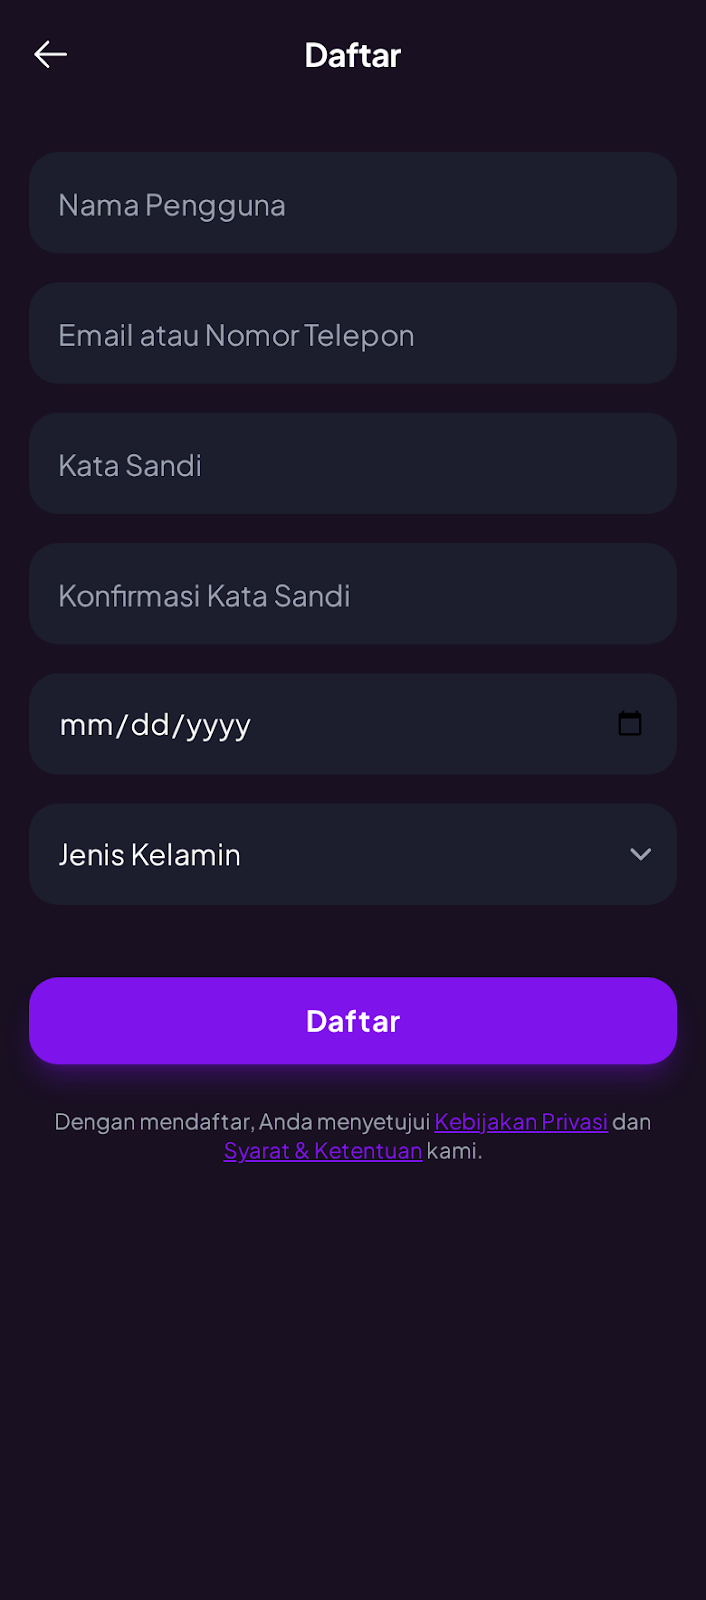 Daftar
Nama Pengguna
Email atau Nomor Telepon
Kata Sandi
Konfirmasi Kata Sandi
mm/dd/yyyy
Jenis Kelamin
Daftar
Dengan mendaftar, Anda menyetujui Kebijakan Privasi dan
Syarat & Ketentuan kami.